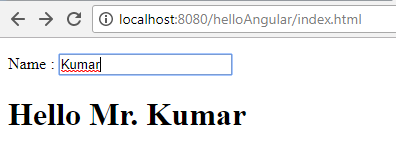 localhost:8080/helloAngular/index.html
Name : Kumar
Hello Mr. Kumar